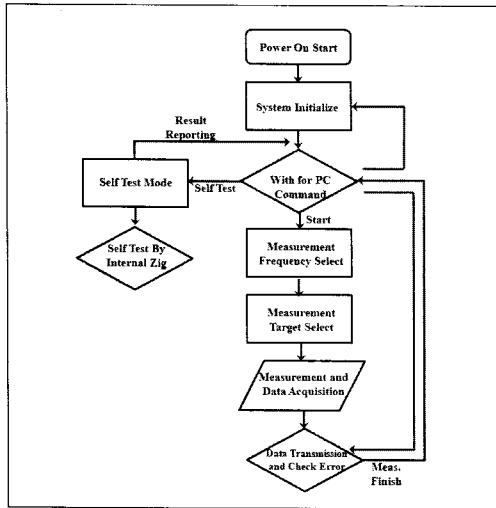 Power On Start
System Initialize
Result
Reporting
With for PC
Command
Self Test Mode
Self Test
Start
Self Test By
Internal Zig
Measurement
Frequency Select
Measurement
Target Select
Measurement and
Data Acquisition
Data Transmission
and Check Error
Meas.
Finish